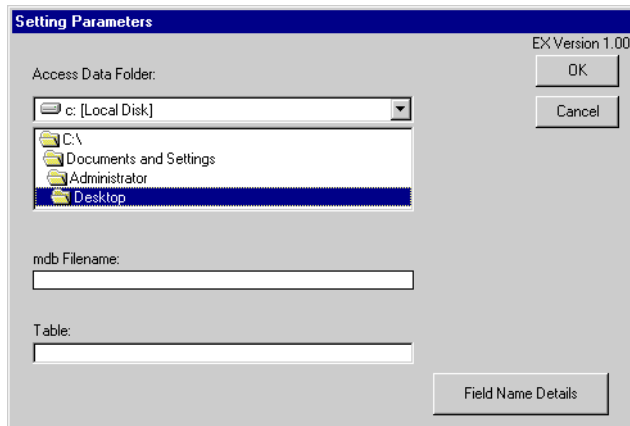 Setting Parameters
EX Version 1.00
Access Data Folder:
OK
c: [Local Disk]
Cancel
C:\
Documents and Settings
Administrator
Desktop
mdb Filename:
Table:
Field Name Details